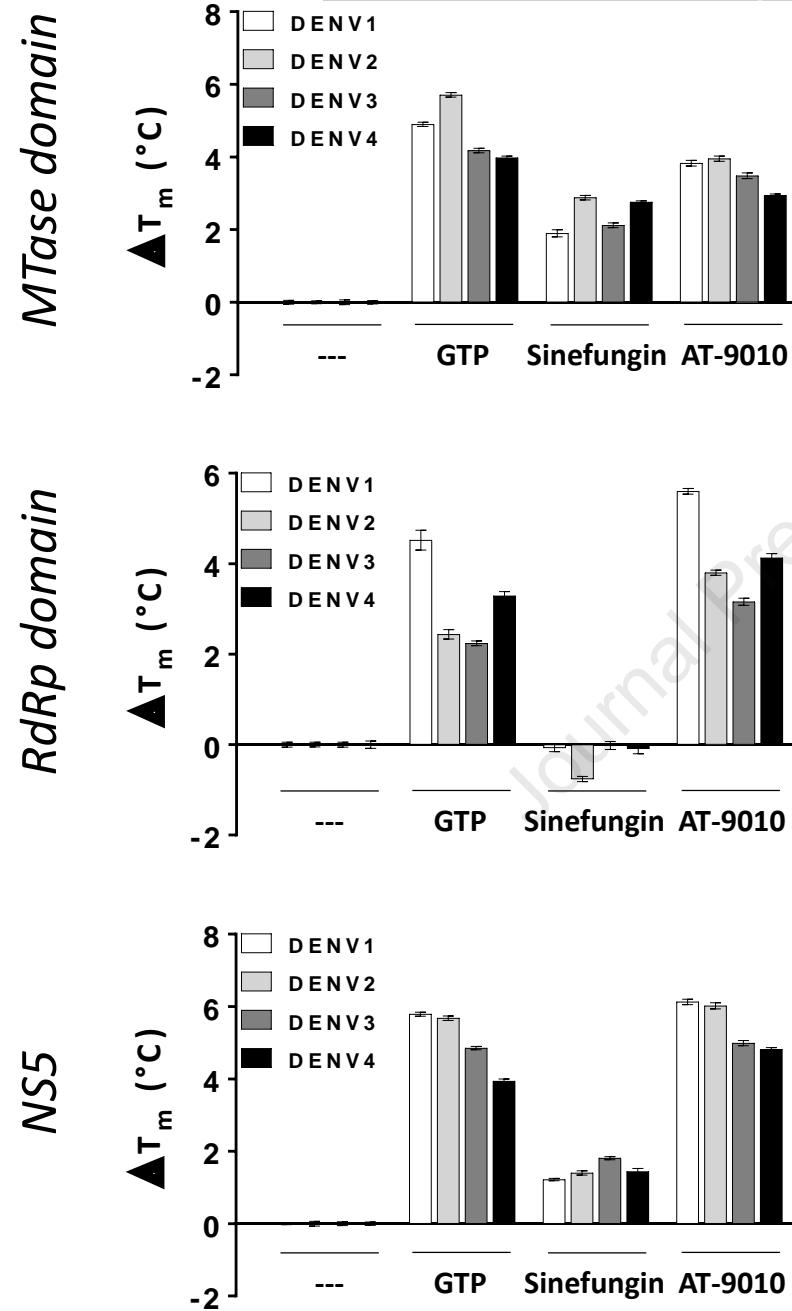 MTase domain
ΔTm (°C)
8
6
4
2
0
-2
DENV1
DENV2
DENV3
DENV4
--- GTP Sinefungin AT-9010
RdRp domain
ΔTm (°C)
6
4
2
0
-2
DENV1
DENV2
DENV3
DENV4
--- GTP Sinefungin AT-9010
Journal Pre
NS5
ΔTm (°C)
8
6
4
2
0
-2
DENV1
DENV2
DENV3
DENV4
--- GTP Sinefungin AT-9010